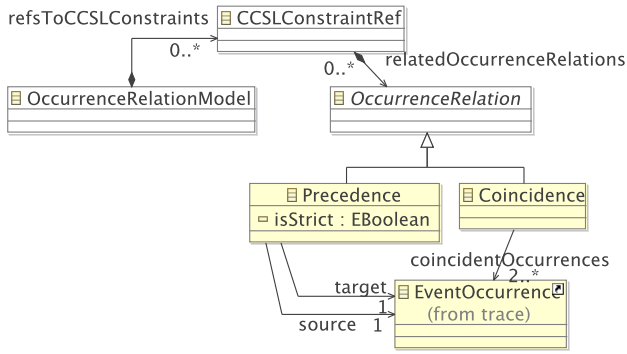 refsToCCSLConstraints
CCSLConstraintRef
0..*
0..*
relatedOccurrenceRelations
OccurrenceRelationModel
OccurrenceRelation
Precedence
Coincidence
isStrict : EBoolean
coincidentOccurrences
2..*
target
1
EventOccurrence
(from trace)
source
1